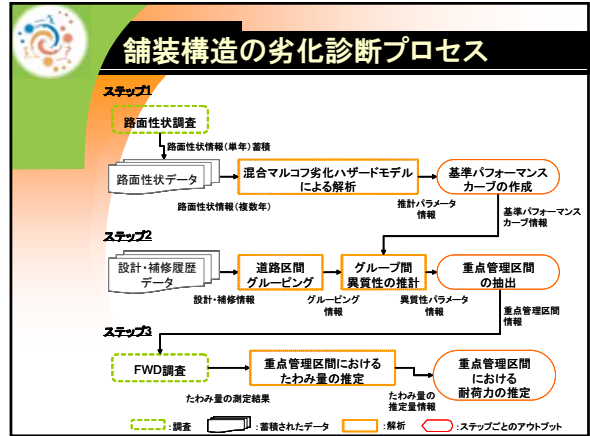 舗装構造の劣化診断プロセス
ステップ1
路面性状調査
路面性状情報(単年)蓄積
路面性状データ
混合マルコフ劣化ハザードモデル
による解析
基準パフォーマンス
カーブの作成
路面性状情報(複数年)
推計パラメータ
情報
基準パフォーマンス
カーブ情報
ステップ2
設計・補修履歴
データ
道路区間
グルーピング
グループ間
異質性の推計
重点管理区間
の抽出
設計・補修情報
グルーピング
情報
異質性パラメータ
情報
重点管理区間
情報
ステップ3
FWD調査
重点管理区間における
たわみ量の推定
重点管理区間
における
耐荷力の推定
たわみ量の測定結果
たわみ量の
推定量情報
:調査
:蓄積されたデータ
:解析
:ステップごとのアウトプット